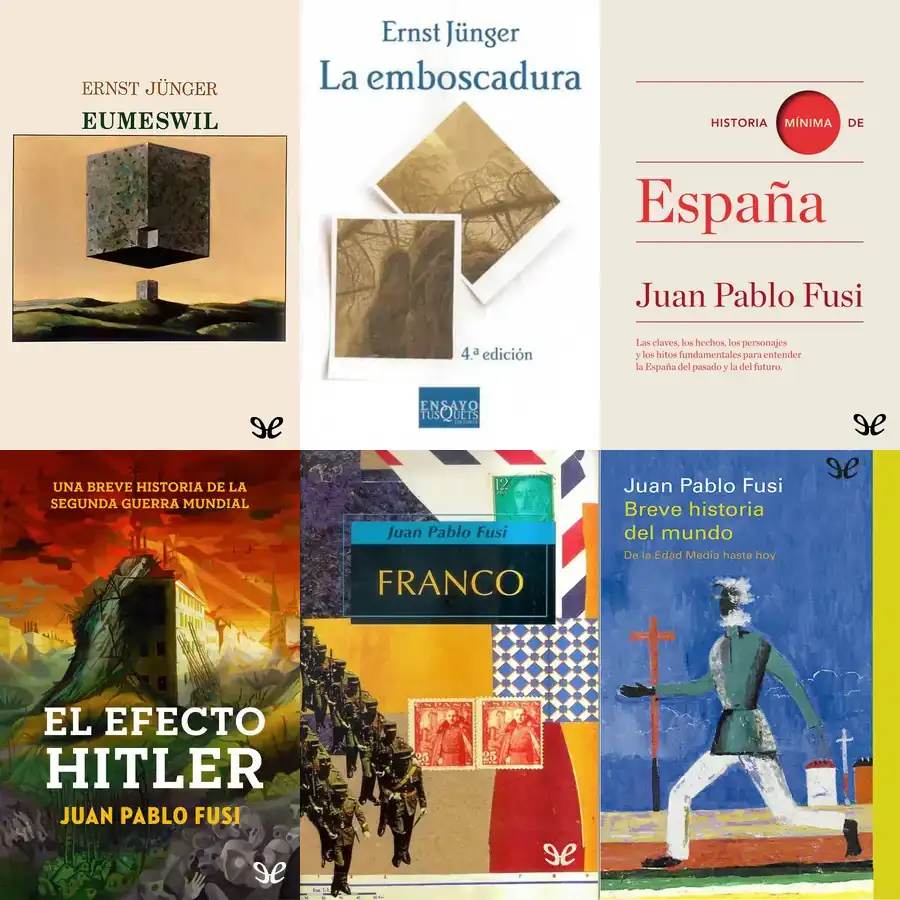 ERNST JÜNGER
EUMESWIL
Ernst Jünger
La emboscadura
4.ª edición
ENSAYO
TUSQUETS
HISTORIA MÍNIMA DE
España
Juan Pablo Fusi
Las claves, los hechos, los personajes
y los hitos fundamentales para entender
la España del pasado y la del futuro.
UNA BREVE HISTORIA DE LA
SEGUNDA GUERRA MUNDIAL
EL EFECTO
HITLER
JUAN PABLO FUSI
12
Juan Pablo Fusi
FRANCO
25
25
Juan Pablo Fusi
Breve historia
del mundo
De la Edad Media hasta hoy